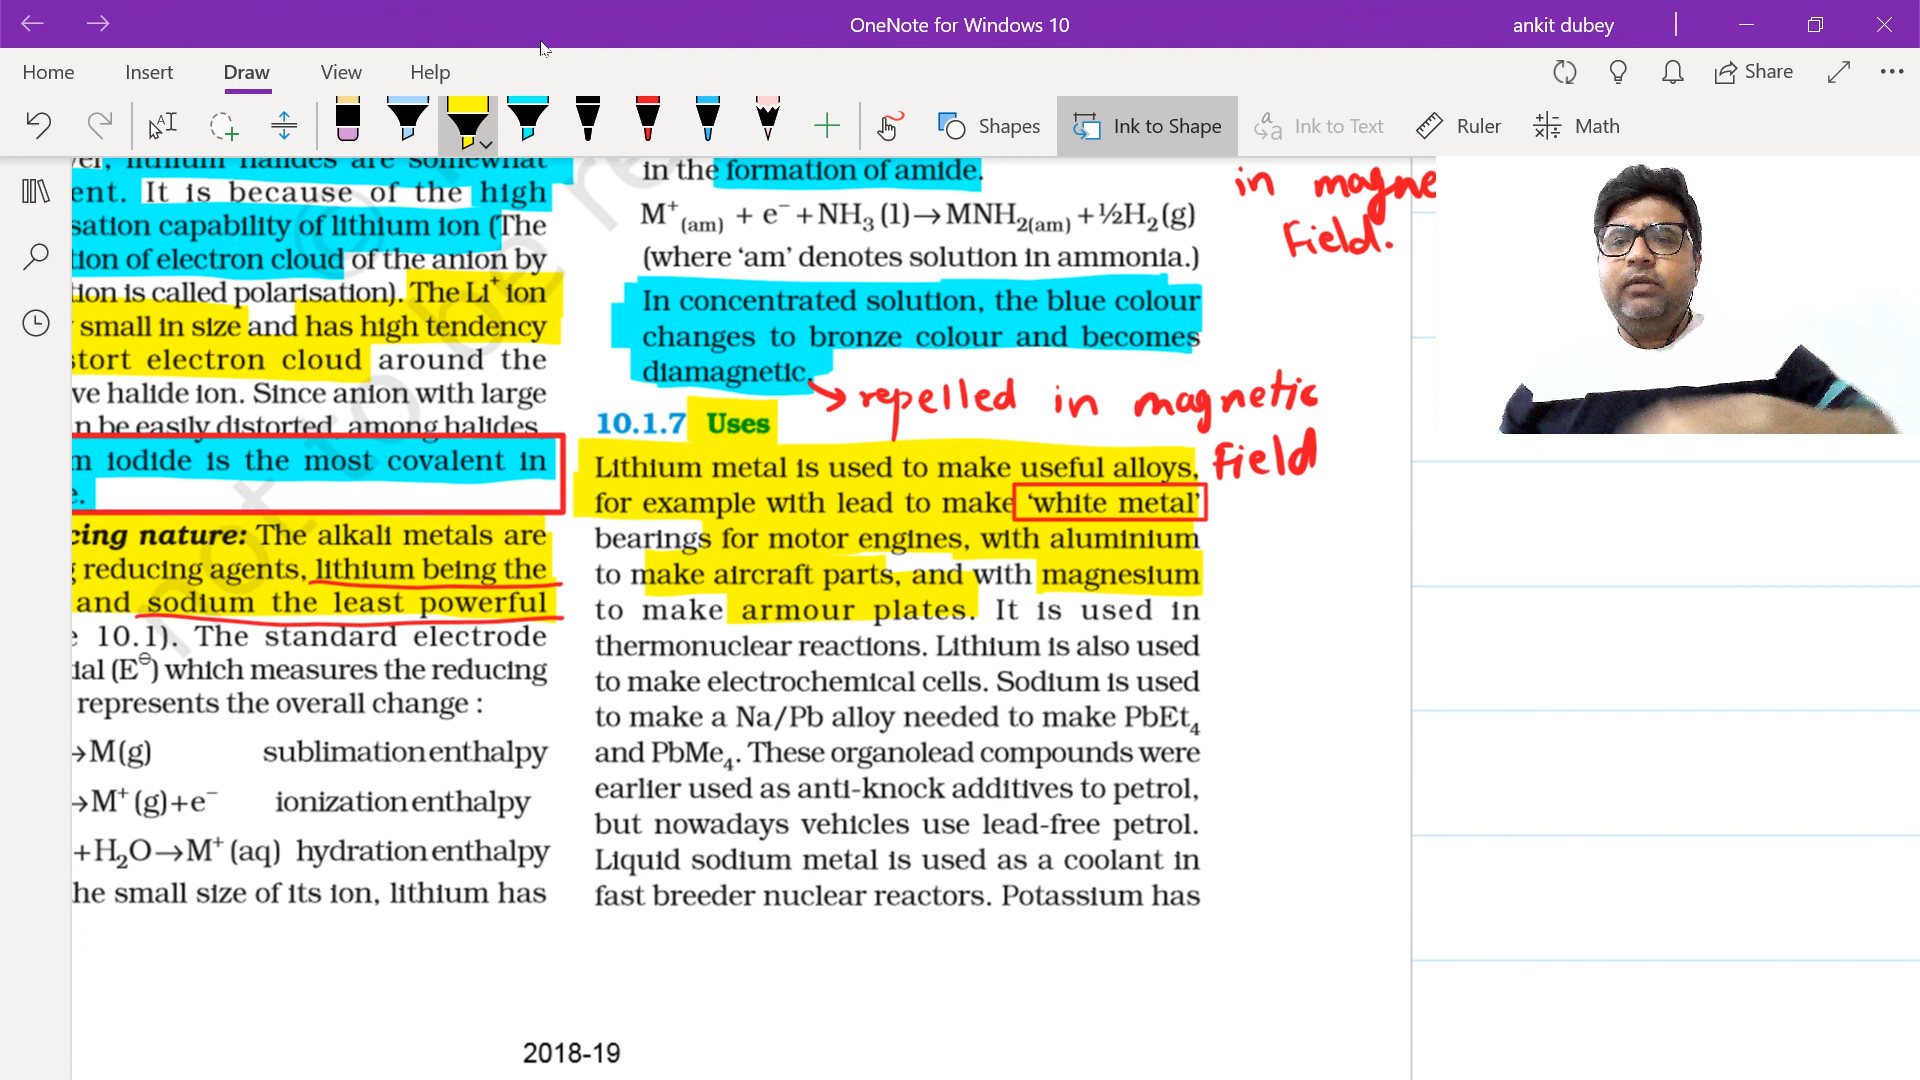 OneNote for Windows 10
ankit dubey
Home Insert Draw View Help
Share
Shapes Ink to Shape Ink to Text Ruler Math
lithium halides are somewhat
ent. It is because of the high
sation capability of lithium ion (The
tion of electron cloud of the anion by
tion is called polarisation). The Li⁺ ion
small in size and has high tendency
stort electron cloud around the
ve halide ion. Since anion with large
n be easily distorted, among halides,
m iodide is the most covalent in
e.
cing nature: The alkali metals are
g reducing agents, lithium being the
and sodium the least powerful
e 10.1). The standard electrode
ial (E⊖) which measures the reducing
represents the overall change :
→M(g) sublimation enthalpy
→M⁺(g)+e⁻ ionization enthalpy
+H₂O→M⁺(aq) hydration enthalpy
he small size of its ion, lithium has
in the formation of amide.
M⁺(am) + e⁻ + NH₃ (l)→MNH₂(am) + ½H₂(g)
(where ‘am’ denotes solution in ammonia.)
In concentrated solution, the blue colour
changes to bronze colour and becomes
diamagnetic.
10.1.7 Uses
Lithium metal is used to make useful alloys,
for example with lead to make ‘white metal’
bearings for motor engines, with aluminium
to make aircraft parts, and with magnesium
to make armour plates. It is used in
thermonuclear reactions. Lithium is also used
to make electrochemical cells. Sodium is used
to make a Na/Pb alloy needed to make PbEt₄
and PbMe₄. These organolead compounds were
earlier used as anti-knock additives to petrol,
but nowadays vehicles use lead-free petrol.
Liquid sodium metal is used as a coolant in
fast breeder nuclear reactors. Potassium has
in magne
Field.
repelled in magnetic
Field
2018-19